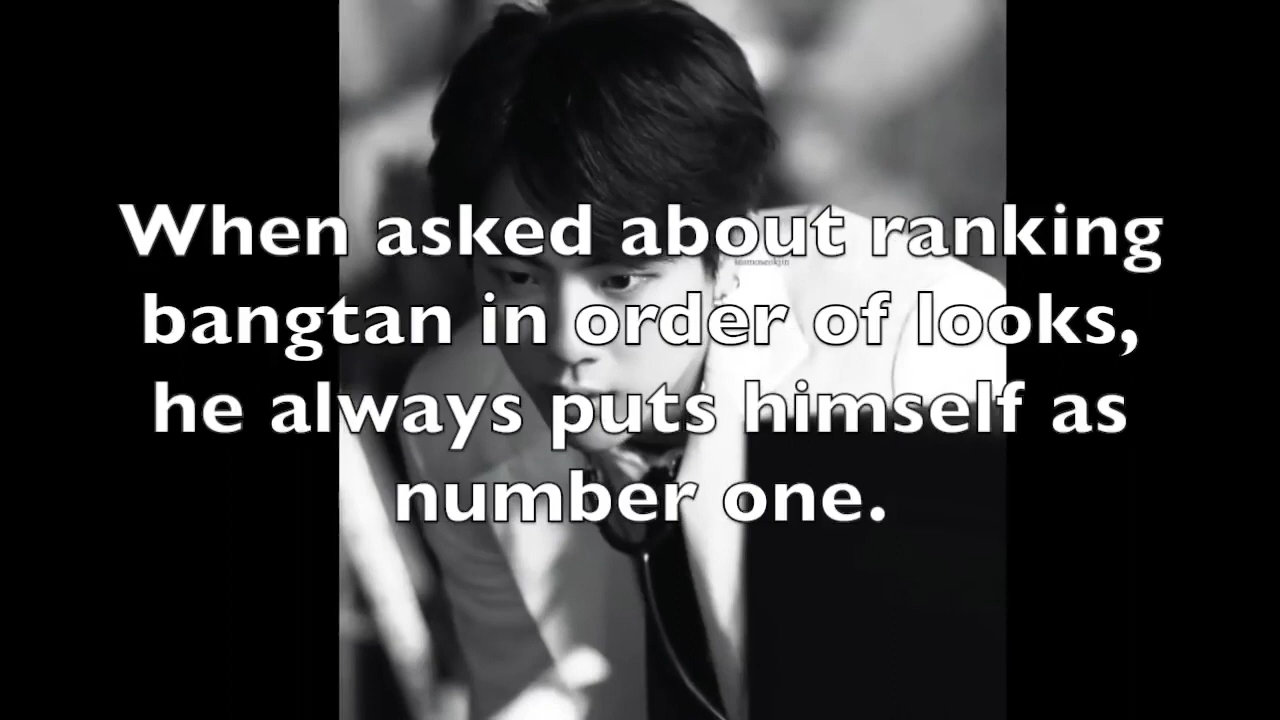 When asked about ranking
bangtan in order of looks,
he always puts himself as
number one.